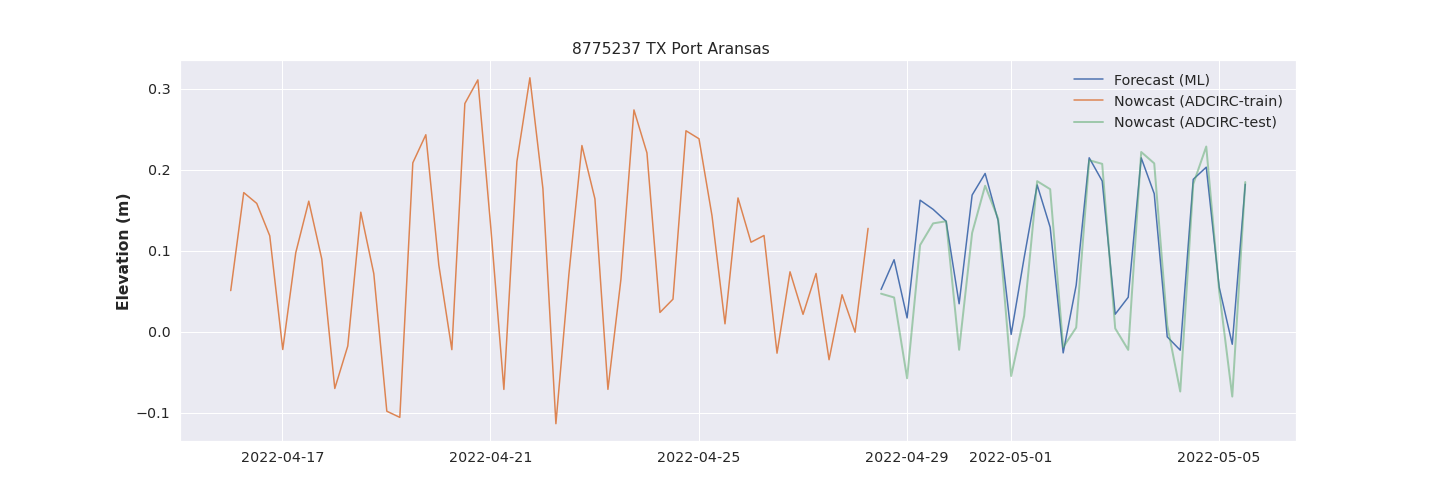 8775237 TX Port Aransas
Elevation (m)
0.3
0.2
0.1
0.0
−0.1
Forecast (ML)
Nowcast (ADCIRC-train)
Nowcast (ADCIRC-test)
2022-04-17
2022-04-21
2022-04-25
2022-04-29
2022-05-01
2022-05-05